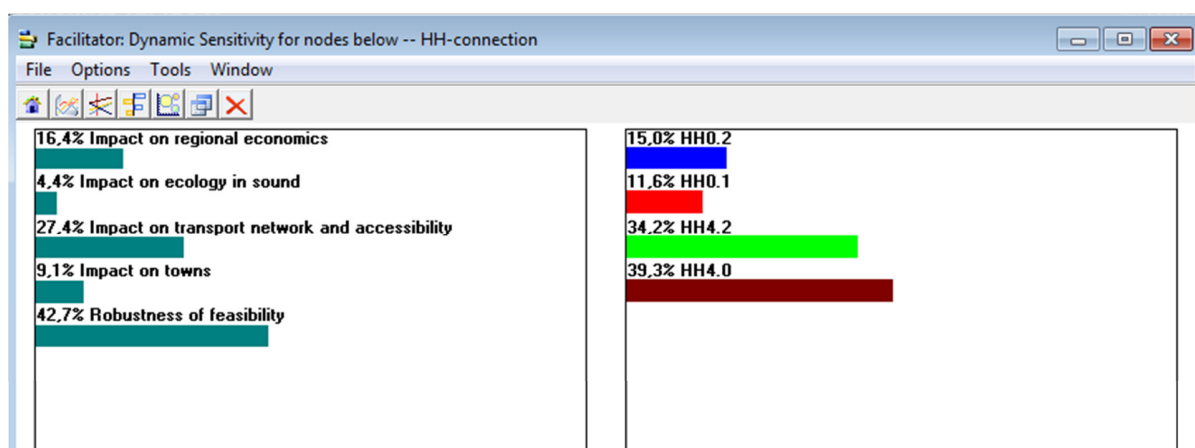 Facilitator: Dynamic Sensitivity for nodes below -- HH-connection
File Options Tools Window
16,4% Impact on regional economics
4,4% Impact on ecology in sound
27,4% Impact on transport network and accessibility
9,1% Impact on towns
42,7% Robustness of feasibility
15,0% HH0.2
11,6% HH0.1
34,2% HH4.2
39,3% HH4.0